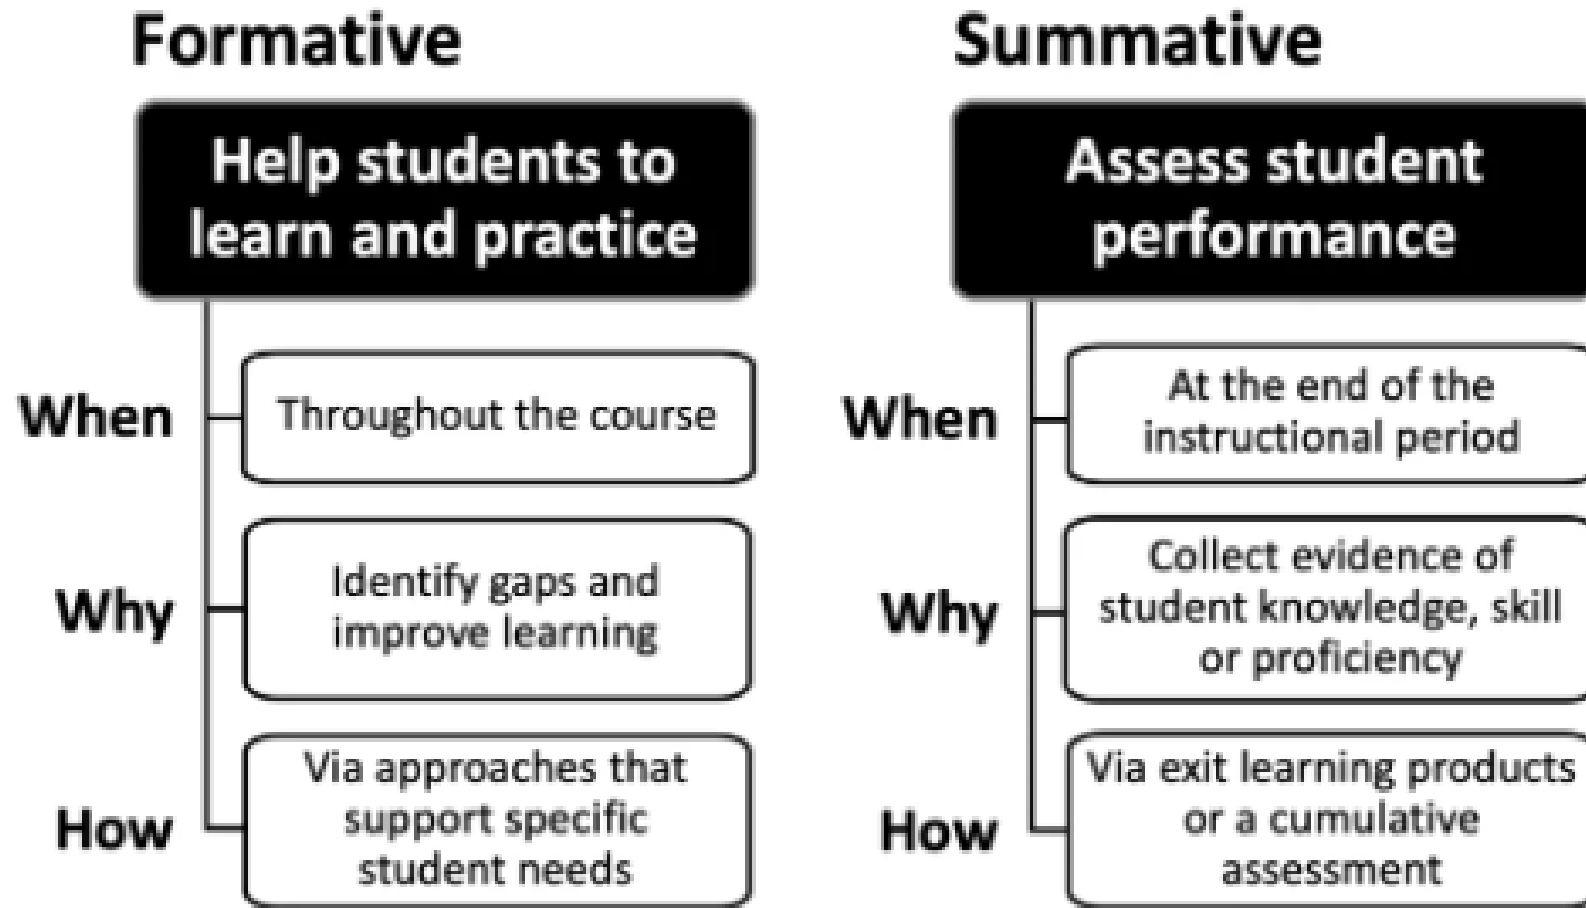 Formative
Help students to
learn and practice
When
Throughout the course
Why
Identify gaps and
improve learning
How
Via approaches that
support specific
student needs
Summative
Assess student
performance
When
At the end of the
instructional period
Why
Collect evidence of
student knowledge, skill
or proficiency
How
Via exit learning products
or a cumulative
assessment